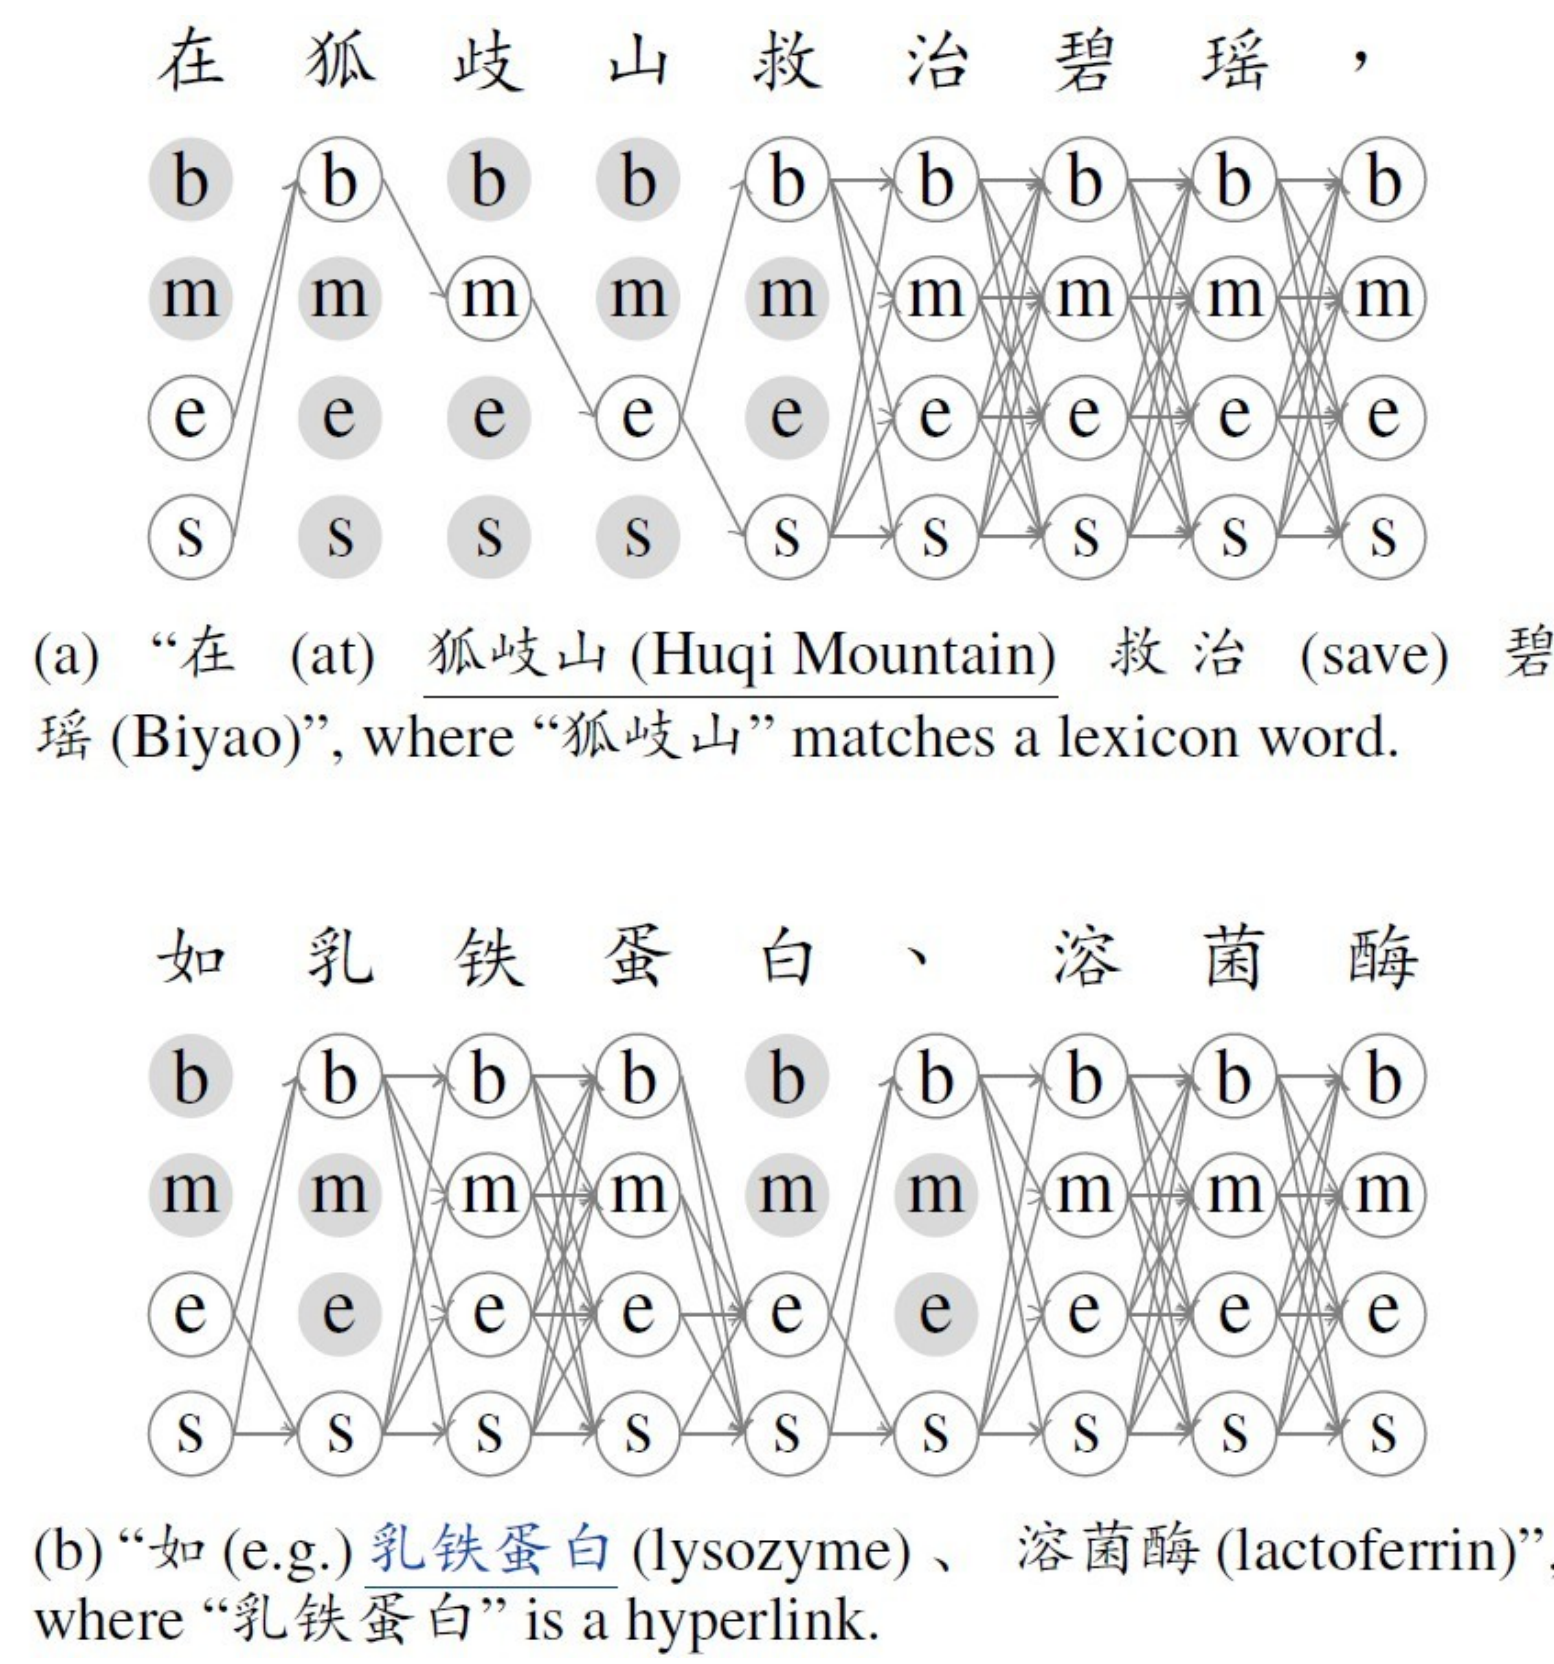 在 狐 歧 山 救 治 碧 瑶 ，
b b b b b b b b b
m m m m m m m m m
e e e e e e e e e
s s s s s s s s s
(a) “在 (at) 狐岐山 (Huqi Mountain) 救 治 (save) 碧
瑶 (Biyao)”, where “狐岐山” matches a lexicon word.
如 乳 铁 蛋 白 、 溶 菌 酶
b b b b b b b b b
m m m m m m m m m
e e e e e e e e e
s s s s s s s s s
(b) “如 (e.g.) 乳铁蛋白 (lysozyme) 、 溶菌酶 (lactoferrin)”,
where “乳铁蛋白” is a hyperlink.